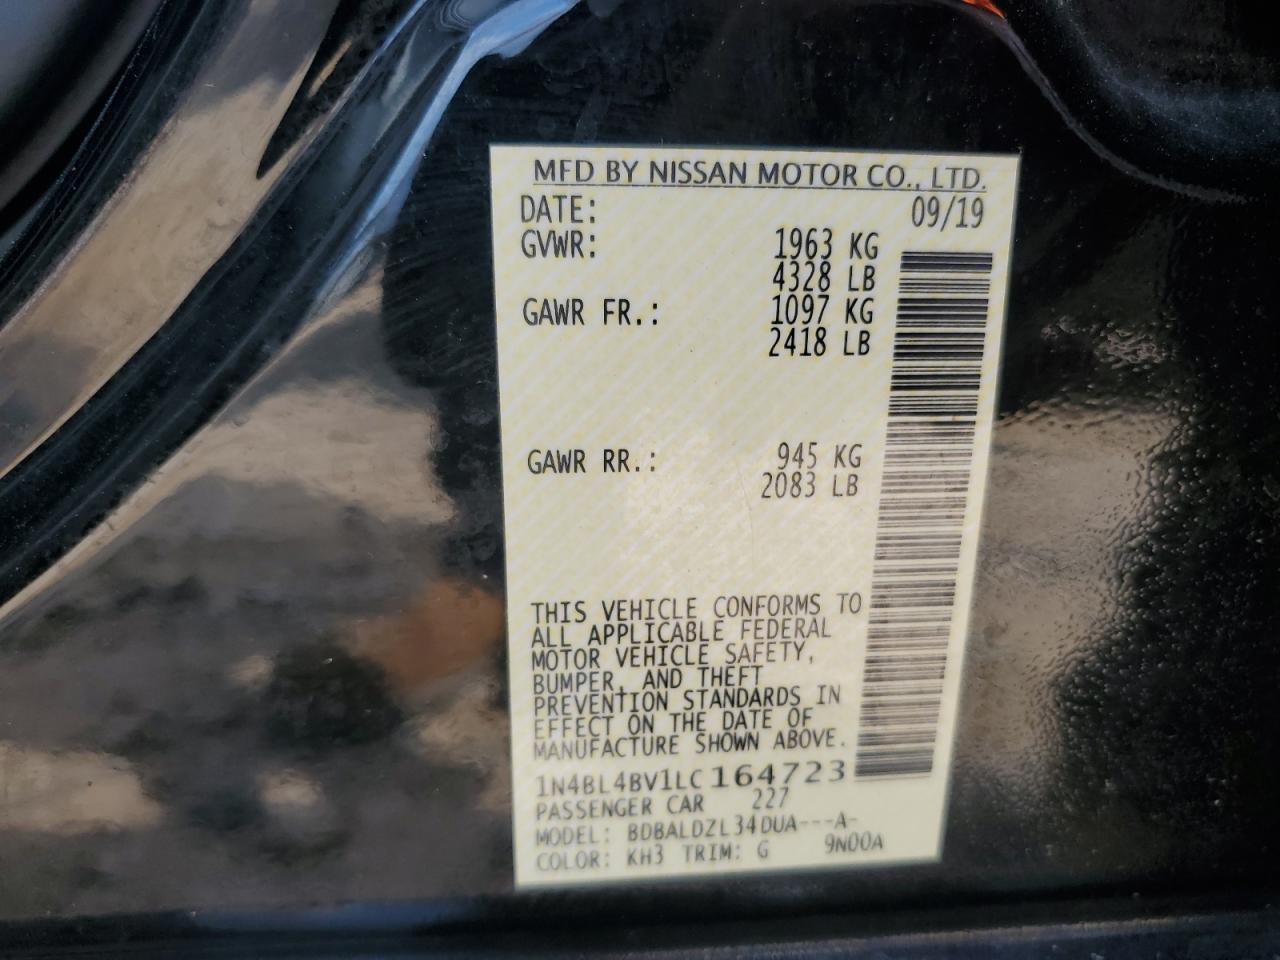 MFD BY NISSAN MOTOR CO., LTD.
DATE: 09/19
GVWR: 1963 KG
4328 LB
GAWR FR.: 1097 KG
2418 LB
GAWR RR.: 945 KG
2083 LB
THIS VEHICLE CONFORMS TO
ALL APPLICABLE FEDERAL
MOTOR VEHICLE SAFETY,
BUMPER, AND THEFT
PREVENTION STANDARDS IN
EFFECT ON THE DATE OF
MANUFACTURE SHOWN ABOVE.
1N4BL4BV1LC164723
PASSENGER CAR 227
MODEL: BDBALDZL34DUA---A-
COLOR: KH3 TRIM: G 9N00A